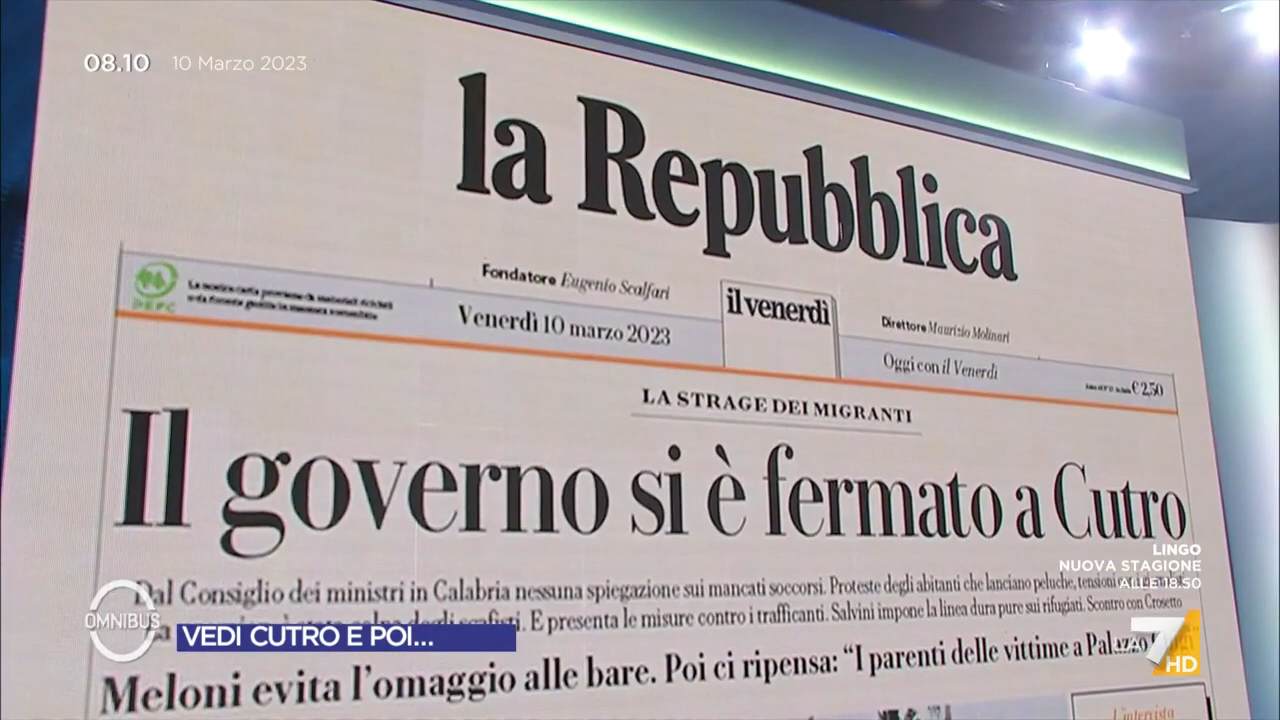 08.10 10 Marzo 2023
la Repubblica
Fondatore Eugenio Scalfari
il venerdì
Direttore Maurizio Molinari
Venerdì 10 marzo 2023
Oggi con il Venerdì
€ 2,50
LA STRAGE DEI MIGRANTI
Il governo si è fermato a Cutro
LINGO
NUOVA STAGIONE
ALLE 18.50
Dal Consiglio dei ministri in Calabria nessuna spiegazione sui mancati soccorsi. Proteste degli abitanti che lanciano peluche, tensioni
. E presenta le misure contro i trafficanti. Salvini impone la linea dura pure sui rifugiati. Scontro con Crosetto
OMNIBUS
VEDI CUTRO E POI...
Meloni evita l'omaggio alle bare. Poi ci ripensa: “I parenti delle vittime a
7 HD
L'intervista